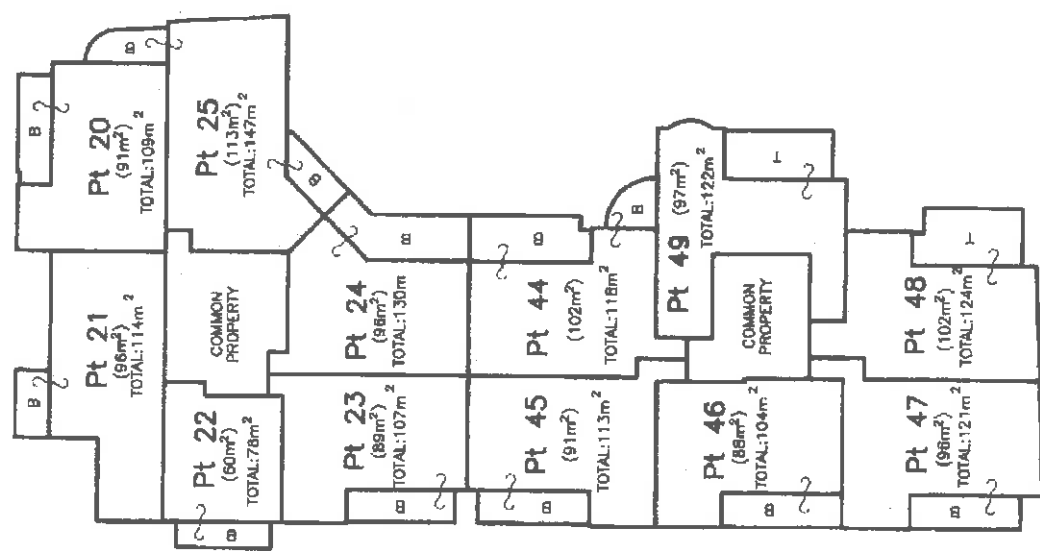 B
B
Pt 20
(91m²)
TOTAL:109m²
Pt 25
(113m²)
TOTAL:147m²
B
Pt 21
(96m²)
TOTAL:114m²
B
COMMON
PROPERTY
Pt 22
(60m²)
TOTAL:78m²
B
Pt 24
(96m²)
TOTAL:130m²
B
Pt 23
(89m²)
TOTAL:107m²
B
Pt 44
(102m²)
TOTAL:118m²
B
Pt 45
(91m²)
TOTAL:113m²
B
Pt 49
(97m²)
TOTAL:122m²
B
T
COMMON
PROPERTY
Pt 46
(88m²)
TOTAL:104m²
B
Pt 48
(102m²)
TOTAL:124m²
T
Pt 47
(96m²)
TOTAL:121m²
B